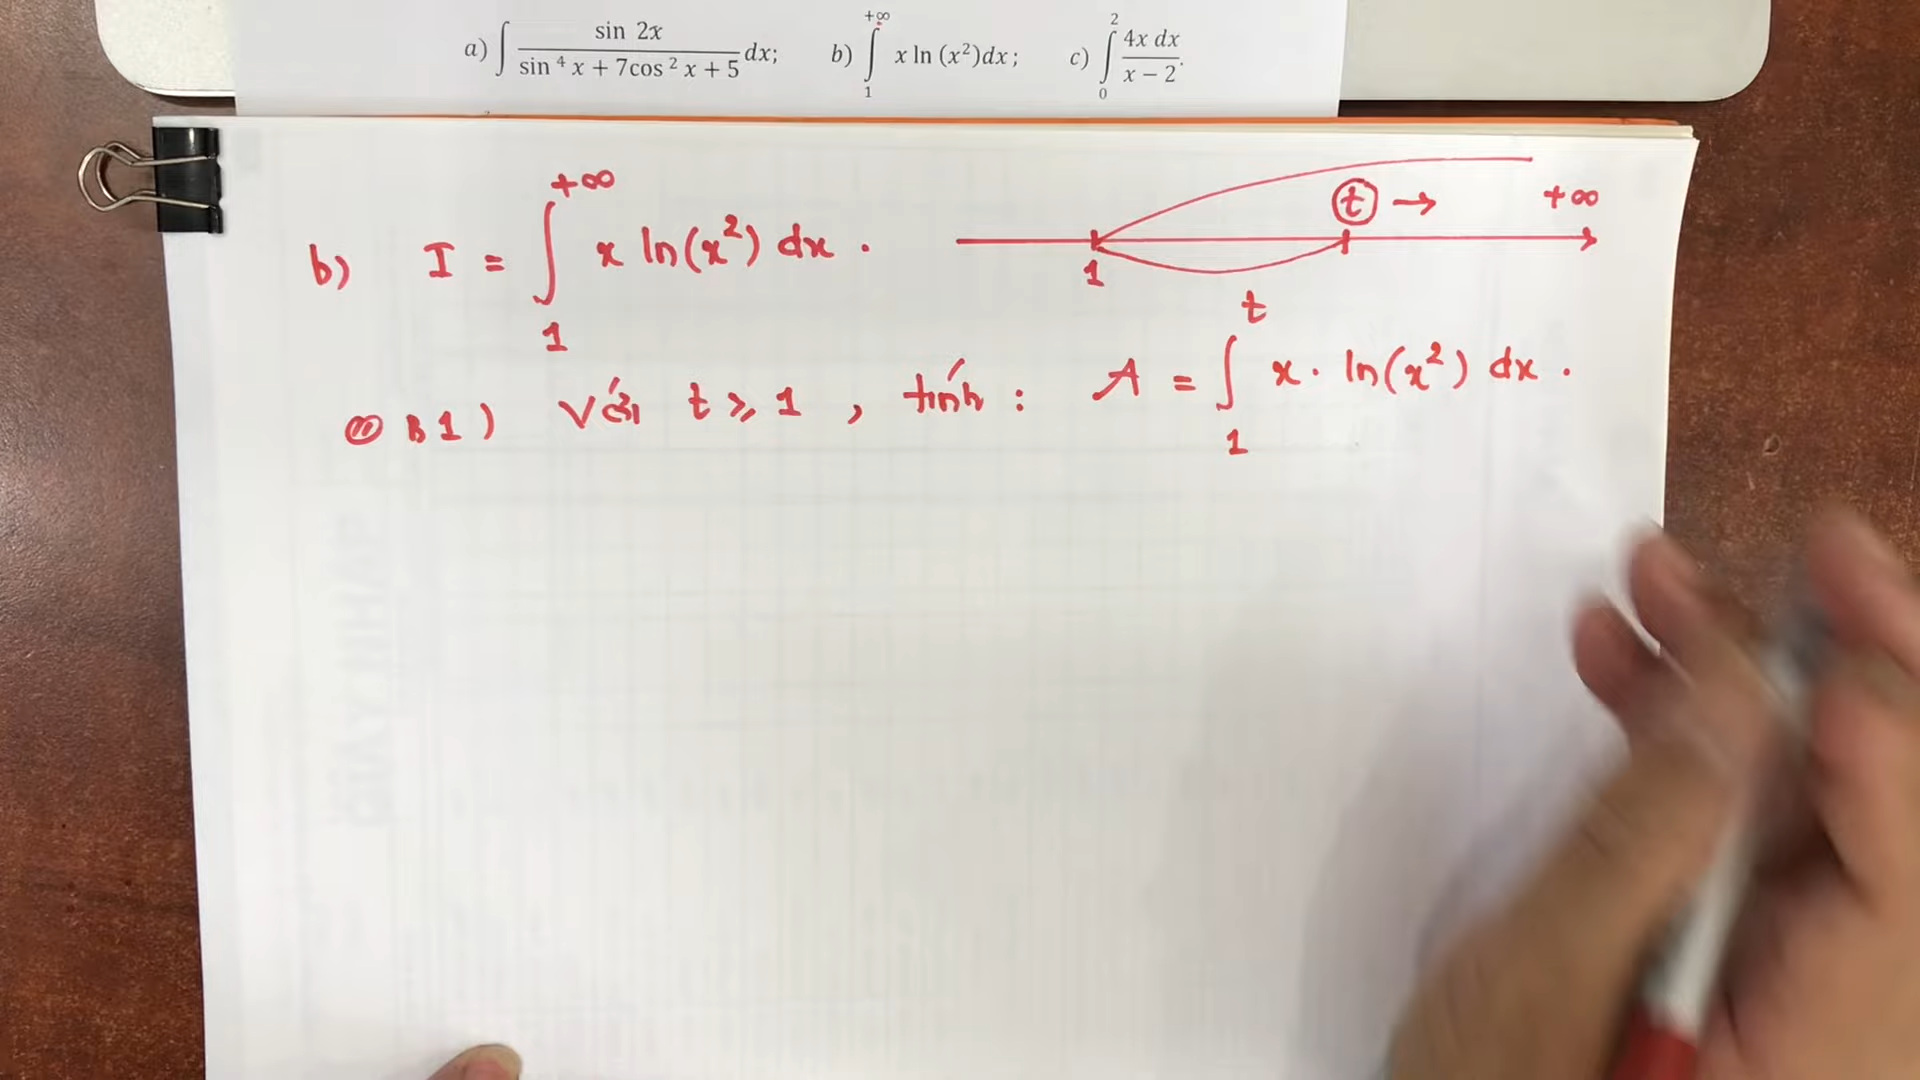 a) ∫ sin 2x / (sin⁴ x + 7cos² x + 5) dx; b) ∫₁^{+∞} x ln (x²)dx; c) ∫₀² 4x dx / (x − 2).
b) I = ∫₁^{+∞} x ln(x²) dx .
1 t → +∞
B1) Với t ⩾ 1 , tính : A = ∫₁^t x . ln(x²) dx .